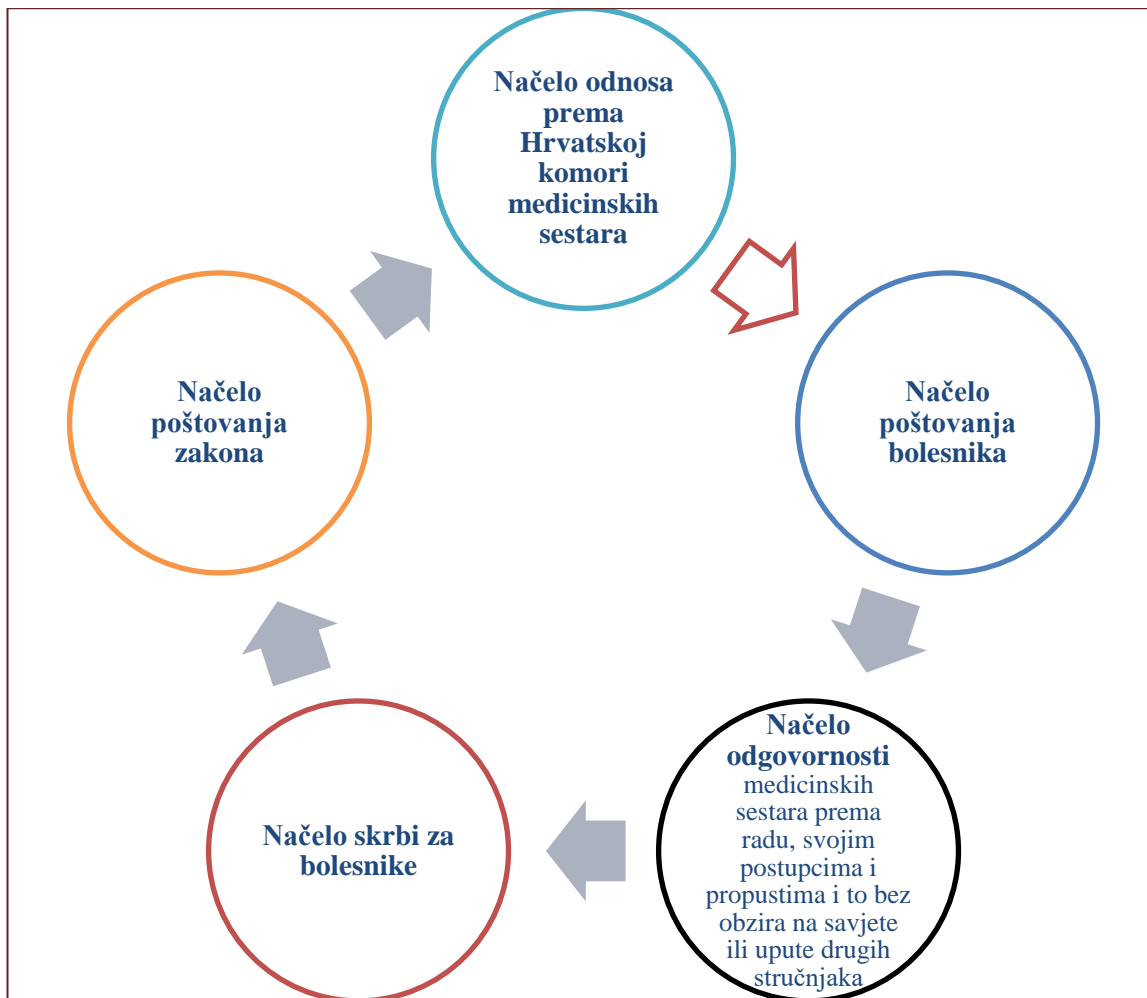 Načelo odnosa
prema
Hrvatskoj
komori
medicinskih
sestara
Načelo
poštovanja
bolesnika
Načelo
odgovornosti
medicinskih
sestara prema
radu, svojim
postupcima i
propustima i to bez
obzira na savjete
ili upute drugih
stručnjaka
Načelo skrbi za
bolesnike
Načelo
poštovanja
zakona